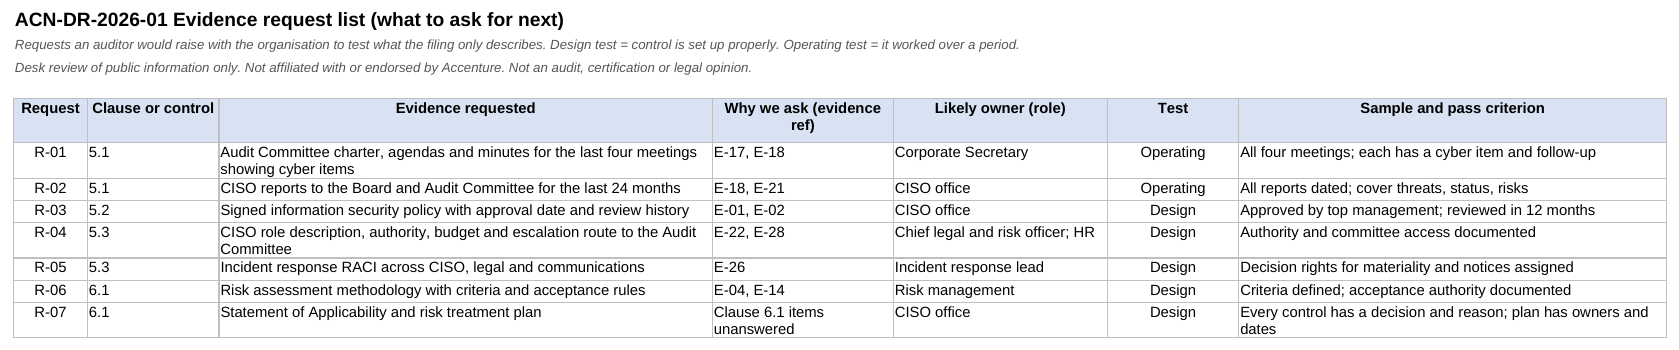 ACN-DR-2026-01 Evidence request list (what to ask for next)
Requests an auditor would raise with the organisation to test what the filing only describes. Design test = control is set up properly. Operating test = it worked over a period.
Desk review of public information only. Not affiliated with or endorsed by Accenture. Not an audit, certification or legal opinion.
Request Clause or control Evidence requested Why we ask (evidence ref) Likely owner (role) Test Sample and pass criterion
R-01 5.1 Audit Committee charter, agendas and minutes for the last four meetings showing cyber items E-17, E-18 Corporate Secretary Operating All four meetings; each has a cyber item and follow-up
R-02 5.1 CISO reports to the Board and Audit Committee for the last 24 months E-18, E-21 CISO office Operating All reports dated; cover threats, status, risks
R-03 5.2 Signed information security policy with approval date and review history E-01, E-02 CISO office Design Approved by top management; reviewed in 12 months
R-04 5.3 CISO role description, authority, budget and escalation route to the Audit Committee E-22, E-28 Chief legal and risk officer; HR Design Authority and committee access documented
R-05 5.3 Incident response RACI across CISO, legal and communications E-26 Incident response lead Design Decision rights for materiality and notices assigned
R-06 6.1 Risk assessment methodology with criteria and acceptance rules E-04, E-14 Risk management Design Criteria defined; acceptance authority documented
R-07 6.1 Statement of Applicability and risk treatment plan Clause 6.1 items unanswered CISO office Design Every control has a decision and reason; plan has owners and dates